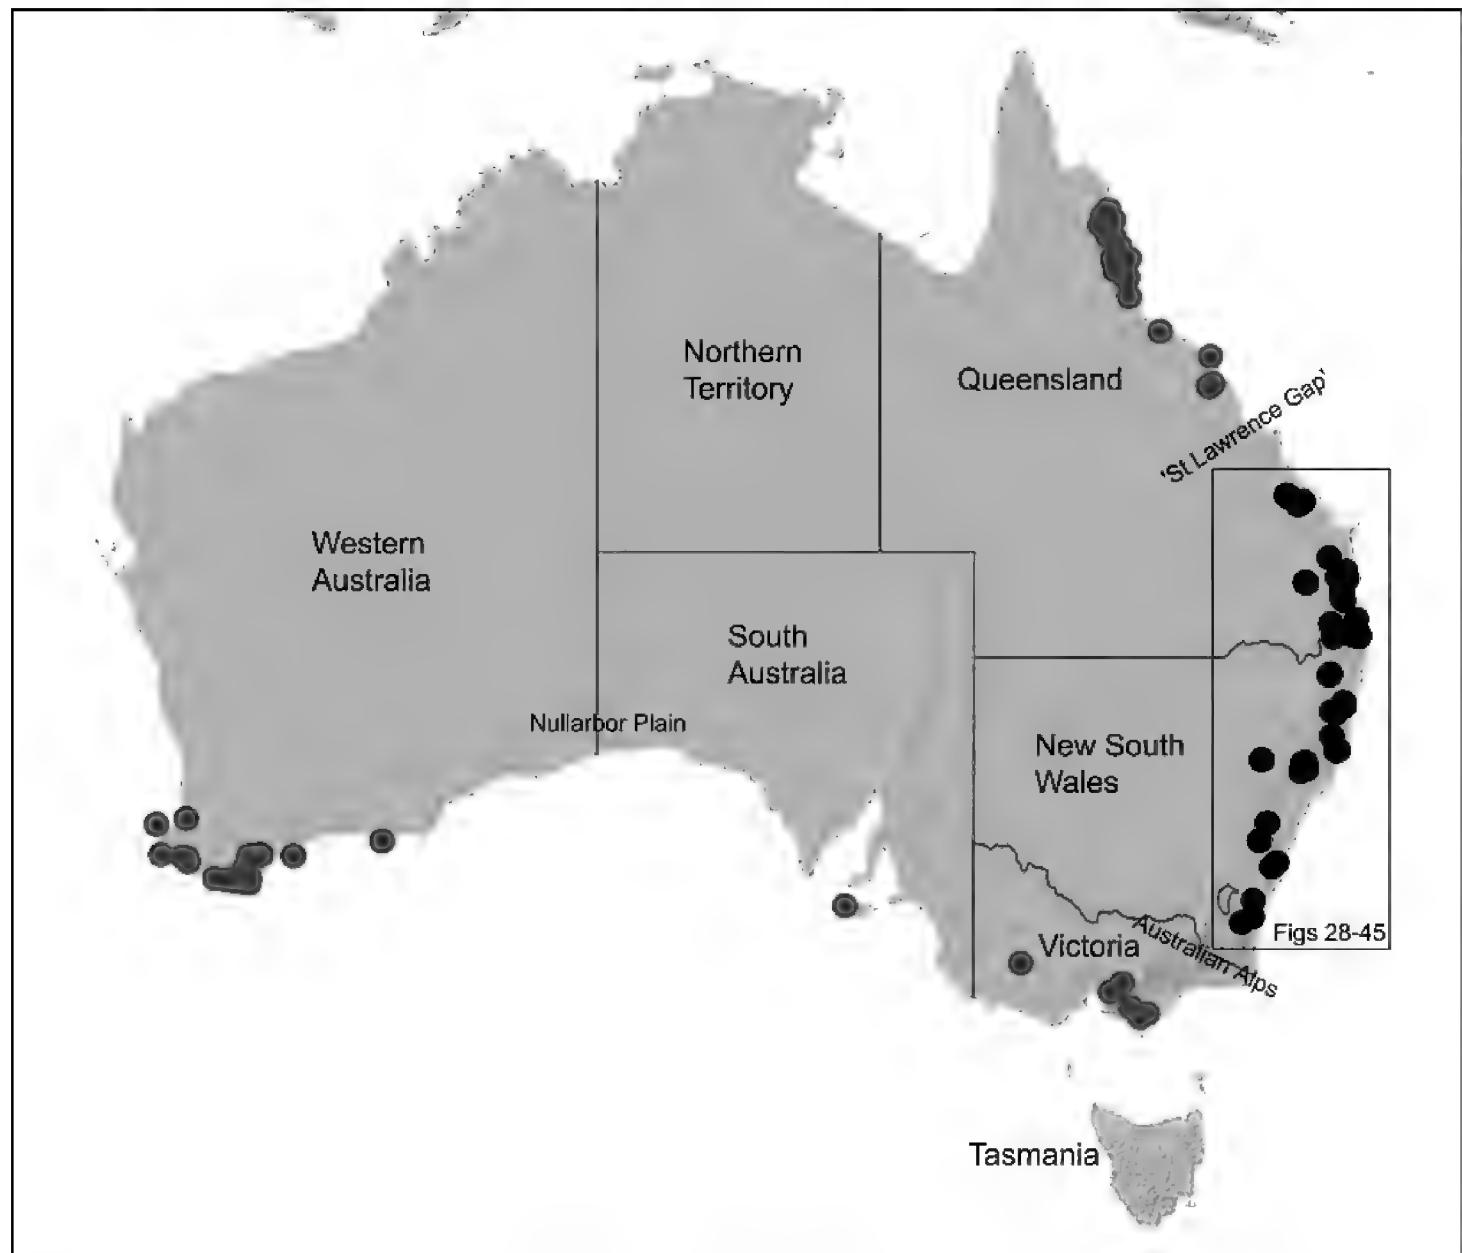 Northern
Territory
Queensland
'St Lawrence Gap'
Western
Australia
South
Australia
Nullarbor Plain
New South
Wales
Figs 28-45
Victoria
Australian Alps
Tasmania